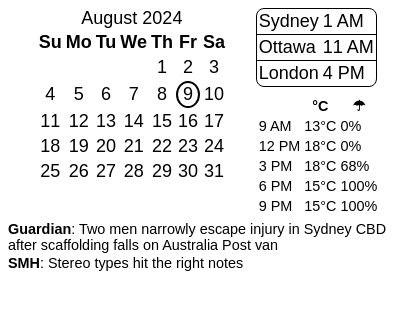 August 2024
Su Mo Tu We Th Fr Sa
1 2 3
4 5 6 7 8 9 10
11 12 13 14 15 16 17
18 19 20 21 22 23 24
25 26 27 28 29 30 31
Sydney 1 AM
Ottawa 11 AM
London 4 PM
°C ☂
9 AM 13°C 0%
12 PM 18°C 0%
3 PM 18°C 68%
6 PM 15°C 100%
9 PM 15°C 100%
Guardian: Two men narrowly escape injury in Sydney CBD
after scaffolding falls on Australia Post van
SMH: Stereo types hit the right notes